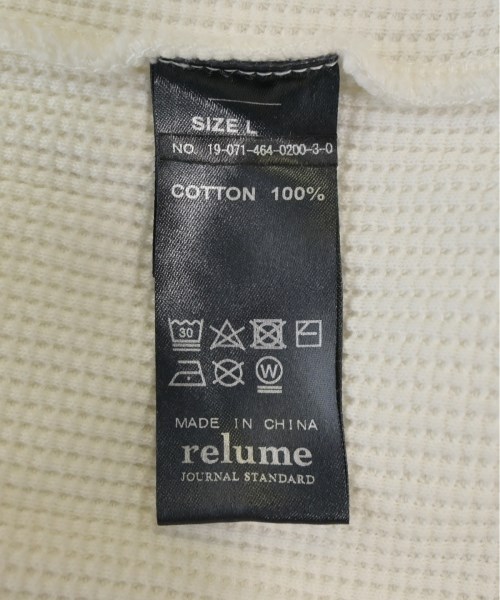 SIZE L
NO. 19-071-464-0200-3-0
COTTON 100%
30
W
MADE IN CHINA
relume
JOURNAL STANDARD